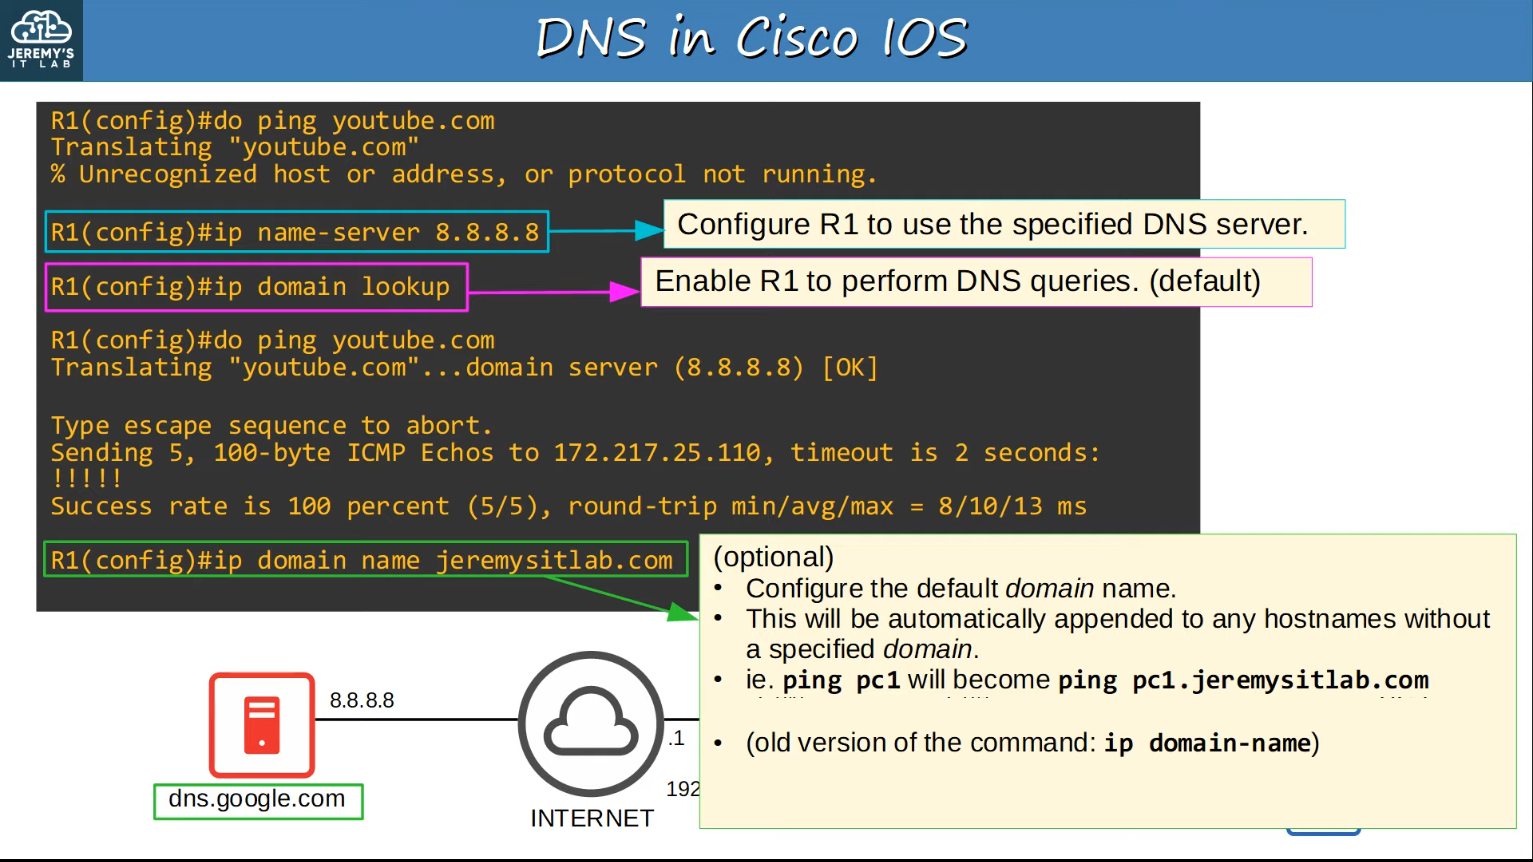 JEREMY'S
IT LAB
DNS in Cisco IOS
R1(config)#do ping youtube.com
Translating "youtube.com"
% Unrecognized host or address, or protocol not running.
R1(config)#ip name-server 8.8.8.8
Configure R1 to use the specified DNS server.
R1(config)#ip domain lookup
Enable R1 to perform DNS queries. (default)
R1(config)#do ping youtube.com
Translating "youtube.com"...domain server (8.8.8.8) [OK]
Type escape sequence to abort.
Sending 5, 100-byte ICMP Echos to 172.217.25.110, timeout is 2 seconds:
!!!!!
Success rate is 100 percent (5/5), round-trip min/avg/max = 8/10/13 ms
R1(config)#ip domain name jeremysitlab.com
(optional)
• Configure the default domain name.
• This will be automatically appended to any hostnames without
a specified domain.
• ie. ping pc1 will become ping pc1.jeremysitlab.com
• (old version of the command: ip domain-name)
8.8.8.8
.1
192
dns.google.com
INTERNET